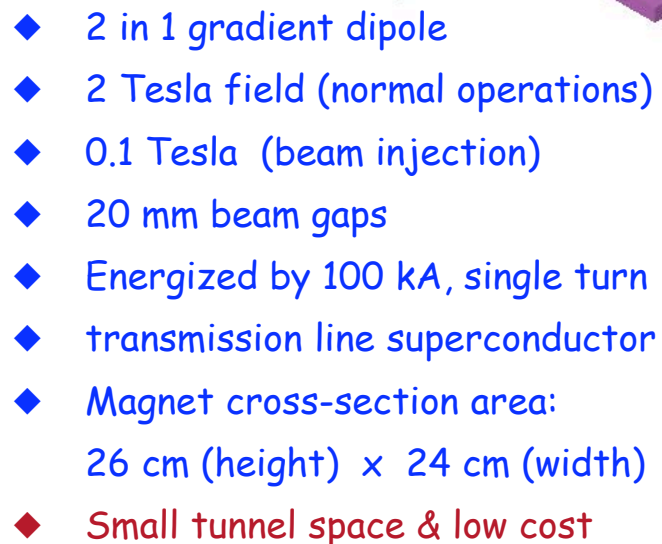 ◆ 2 in 1 gradient dipole
◆ 2 Tesla field (normal operations)
◆ 0.1 Tesla (beam injection)
◆ 20 mm beam gaps
◆ Energized by 100 kA, single turn
◆ transmission line superconductor
◆ Magnet cross-section area:
26 cm (height) x 24 cm (width)
◆ Small tunnel space & low cost